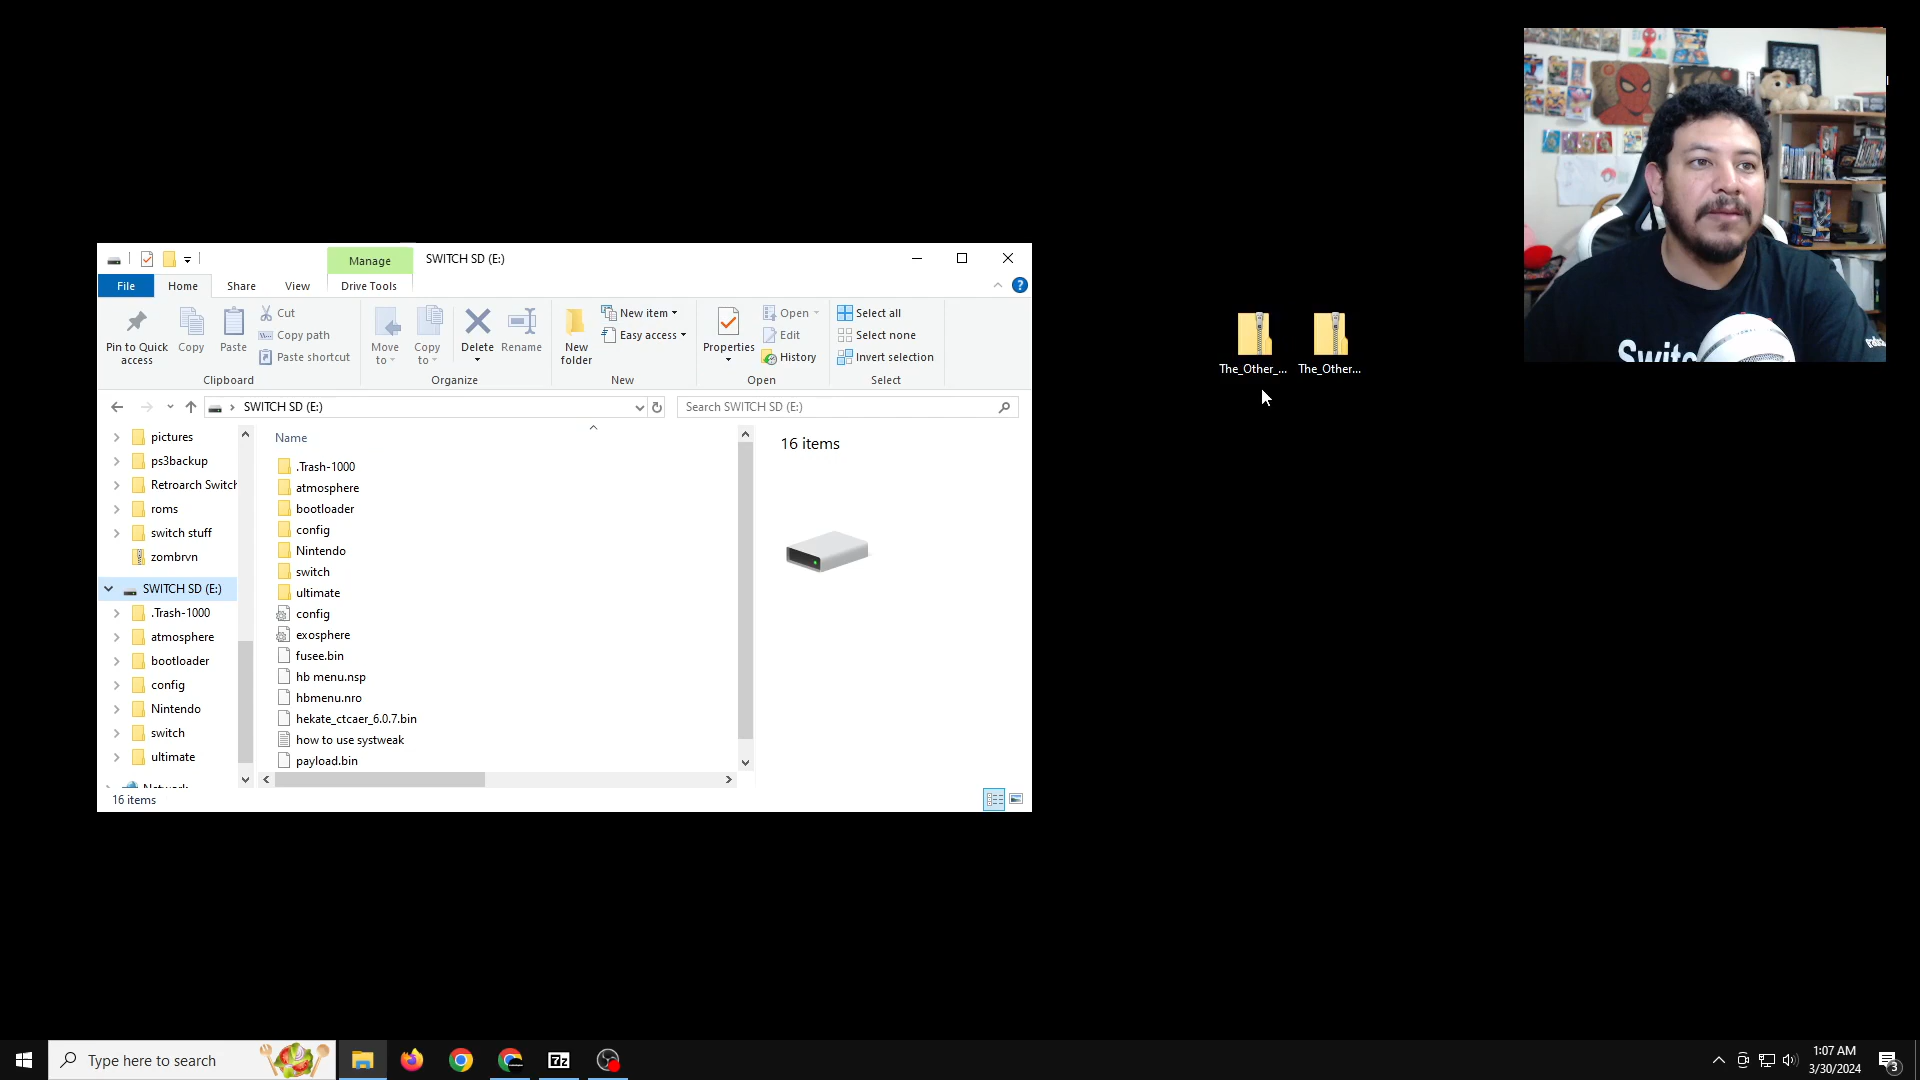 Manage
SWITCH SD (E:)
File
Home
Share
View
Drive Tools
Pin to Quick access
Copy
Paste
Cut
Copy path
Paste shortcut
Clipboard
Move to
Copy to
Delete
Rename
Organize
New folder
New item
Easy access
New
Properties
Open
Edit
History
Open
Select all
Select none
Invert selection
Select
SWITCH SD (E:)
Search SWITCH SD (E:)
pictures
ps3backup
Retroarch Switch
roms
switch stuff
zombrvn
SWITCH SD (E:)
.Trash-1000
atmosphere
bootloader
config
Nintendo
switch
ultimate
Network
Name
.Trash-1000
atmosphere
bootloader
config
Nintendo
switch
ultimate
config
exosphere
fusee.bin
hb menu.nsp
hbmenu.nro
hekate_ctcaer_6.0.7.bin
how to use systweak
payload.bin
16 items
16 items
The_Other_...
The_Other...
Switc
Type here to search
7z
1:07 AM
3/30/2024
3